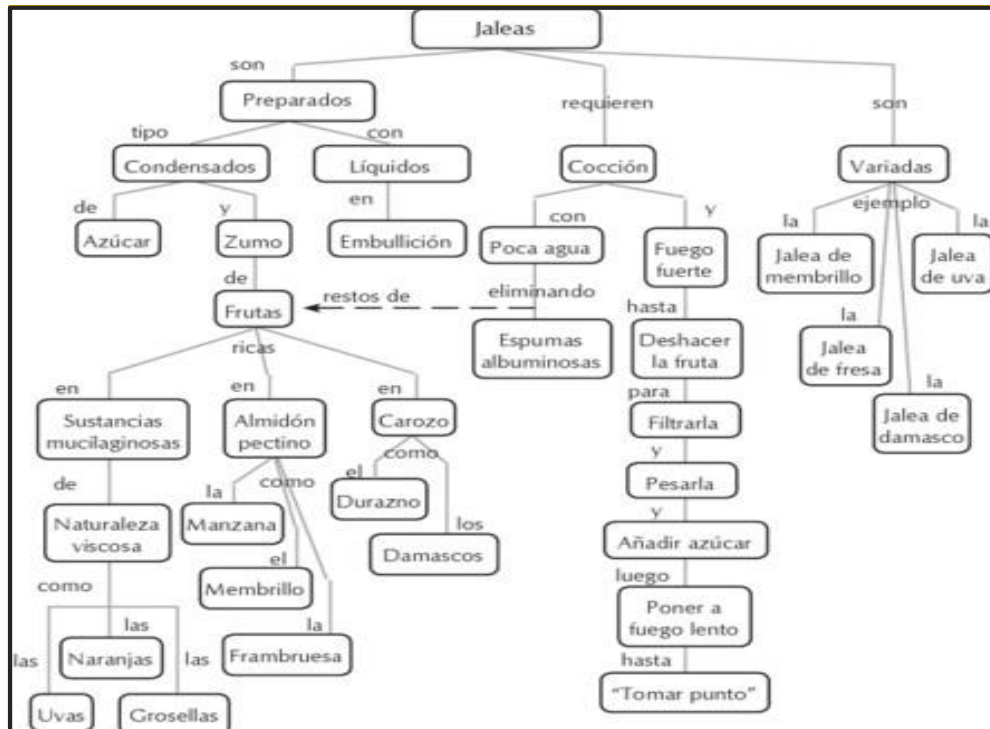 Jaleas
son
requieren
son
Preparados
tipo
con
Condensados
Líquidos
Cocción
Variadas
de
y
en
con
y
ejemplo
la
la
Azúcar
Zumo
Embullición
Poca agua
Fuego
fuerte
Jalea de
membrillo
Jalea
de uva
de
restos de
eliminando
hasta
Frutas
Espumas
albuminosas
Deshacer
la fruta
la
Jalea
de fresa
ricas
en
en
en
para
la
Sustancias
mucilaginosas
Almidón
pectino
Carozo
Filtrarla
Jalea de
damasco
de
la
como
el
como
y
Manzana
Durazno
Pesarla
Naturaleza
viscosa
los
y
Damascos
Añadir azúcar
como
el
Membrillo
luego
Poner a
fuego lento
las
las
las
la
Naranjas
Frambruesa
hasta
Uvas
Grosellas
"Tomar punto"